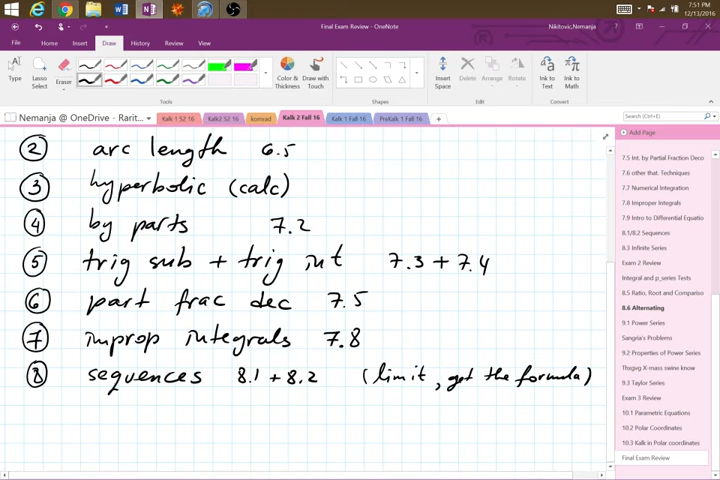 7:51 PM
12/13/2016
Final Exam Review - OneNote
Nikitovic,Nemanja
File Home Insert Draw History Review View
Type
Lasso Select
Eraser
Color & Thickness
Draw with Touch
Insert Space
Delete
Arrange
Rotate
Ink to Text
Ink to Math
Tools
Shapes
Edit
Convert
Nemanja @ OneDrive - Rarit...
Kalk 1 S2 16
Kalk2 S2 16
komrad
Kalk 2 Fall 16
Kalk 1 Fall 16
PreKalk 1 Fall 16
Search (Ctrl+E)
Add Page
② arc length 6.5
③ hyperbolic (calc)
④ by parts 7.2
⑤ trig sub + trig int 7.3 + 7.4
⑥ part frac dec 7.5
⑦ improp integrals 7.8
⑧ sequences 8.1 + 8.2 (limit, get the formula)
7.5 Int. by Partial Fraction Deco
7.6 other that. Techniques
7.7 Numerical Integration
7.8 Improper Integrals
7.9 Intro to Differential Equatio
8.1/8.2 Sequences
8.3 Infinite Series
Exam 2 Review
Integral and p_series Tests
8.5 Ratio, Root and Compariso
8.6 Alternating
9.1 Power Series
Sangria's Problems
9.2 Properties of Power Series
Thogvg X-mass swine know
9.3 Taylor Series
Exam 3 Review
10.1 Parametric Equations
10.2 Polar Coordinates
10.3 Kalk in Polar coordinates
Final Exam Review